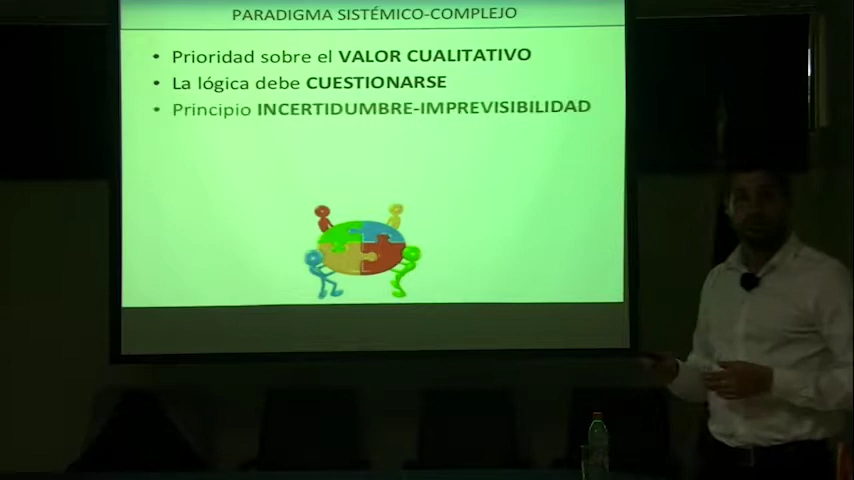 PARADIGMA SISTÉMICO-COMPLEJO
• Prioridad sobre el VALOR CUALITATIVO
• La lógica debe CUESTIONARSE
• Principio INCERTIDUMBRE-IMPREVISIBILIDAD